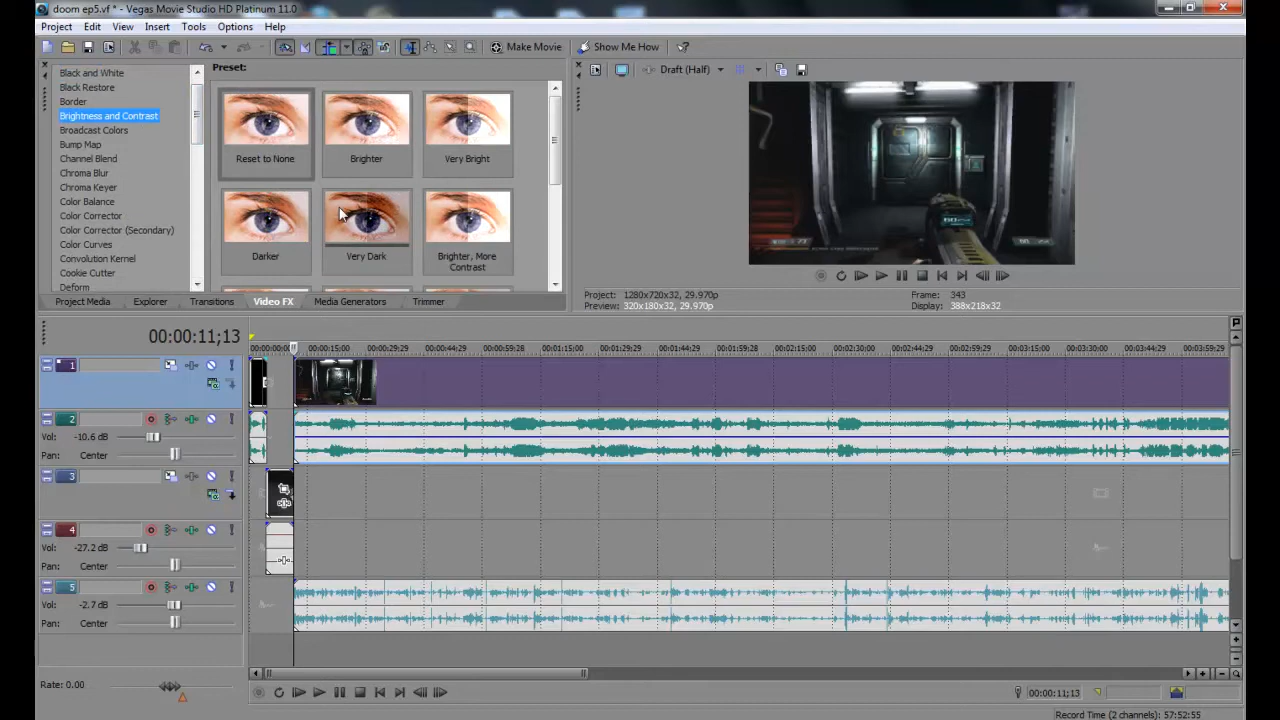 doom ep5.vf * - Vegas Movie Studio HD Platinum 11.0
Project Edit View Insert Tools Options Help
Make Movie Show Me How
Black and White
Black Restore
Border
Brightness and Contrast
Broadcast Colors
Bump Map
Channel Blend
Chroma Blur
Chroma Keyer
Color Balance
Color Corrector
Color Corrector (Secondary)
Color Curves
Convolution Kernel
Cookie Cutter
Deform
Preset:
Reset to None Brighter Very Bright
Darker Very Dark Brighter, More
Contrast
Project Media Explorer Transitions Video FX Media Generators Trimmer
Draft (Half)
Project: 1280x720x32, 29.970p Frame: 343
Preview: 320x180x32, 29.970p Display: 388x218x32
00:00:11;13
00:00:00:00 00:00:15:00 00:00:29:29 00:00:44:29 00:00:59:28 00:01:15:00 00:01:29:29 00:01:44:29 00:01:59:28 00:02:15:00 00:02:30:00 00:02:44:29 00:02:59:29 00:03:15:00 00:03:30:00 00:03:44:29 00:03:59:29
1
2
Vol: -10.6 dB
Pan: Center
3
4
Vol: -27.2 dB
Pan: Center
5
Vol: -2.7 dB
Pan: Center
Rate: 0.00
00:00:11;13
Record Time (2 channels): 57:52:55